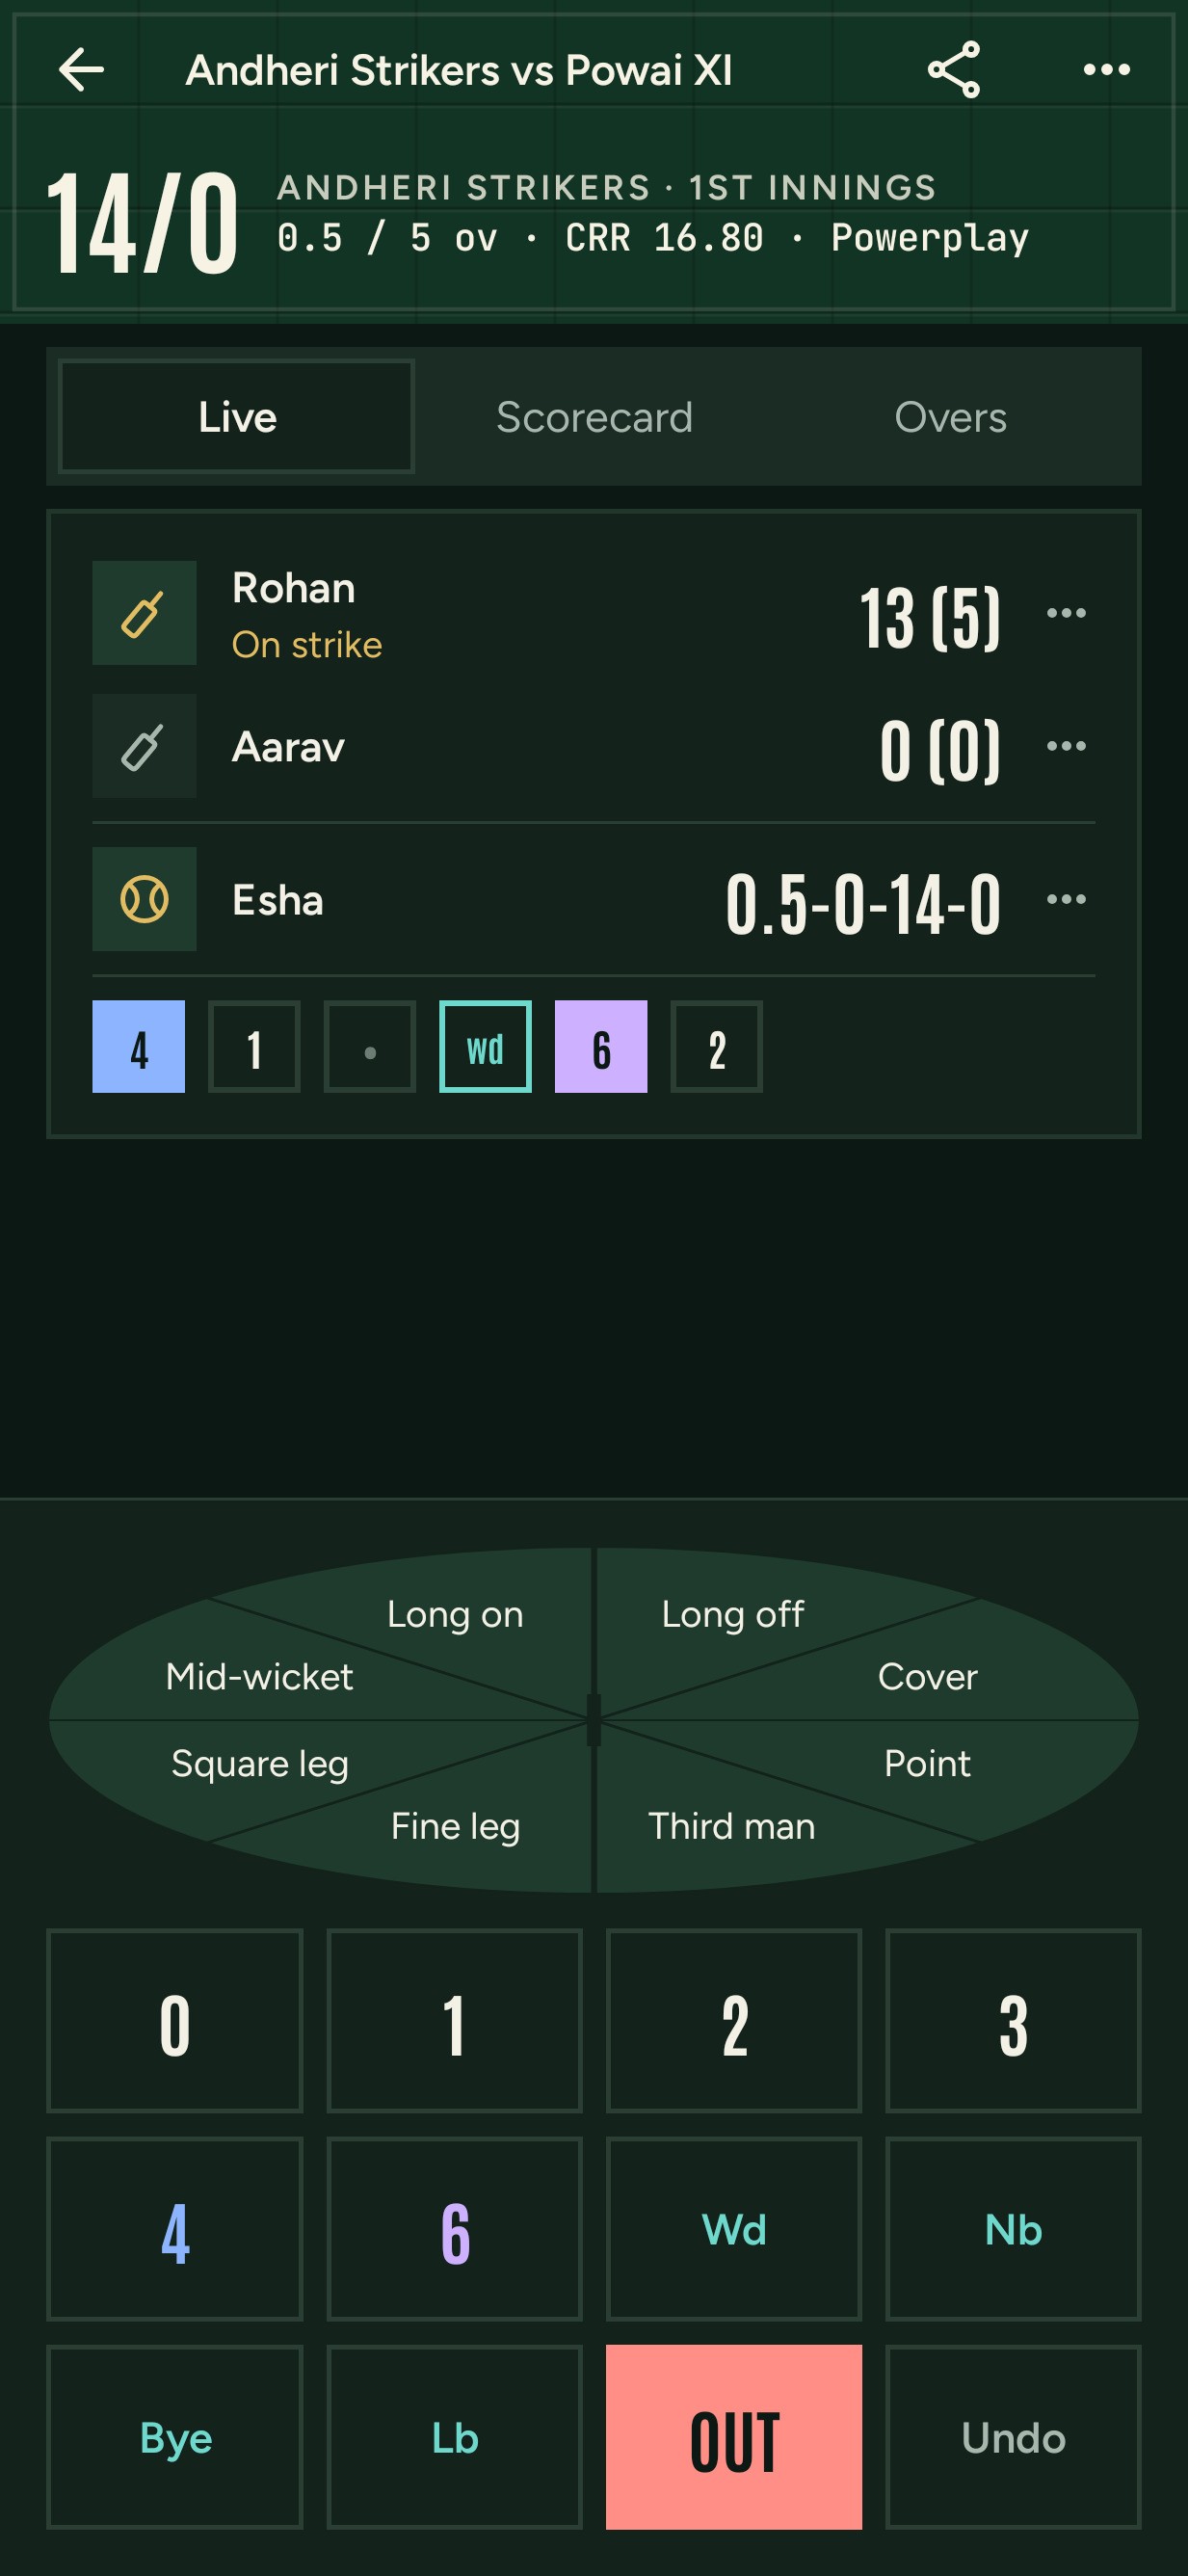 Andheri Strikers vs Powai XI
14/0
ANDHERI STRIKERS · 1ST INNINGS
0.5 / 5 ov · CRR 16.80 · Powerplay
Live Scorecard Overs
Rohan 13 (5)
On strike
Aarav 0 (0)
Esha 0.5-0-14-0
4 1 • wd 6 2
Long on Long off
Mid-wicket Cover
Square leg Point
Fine leg Third man
0 1 2 3
4 6 Wd Nb
Bye Lb OUT Undo